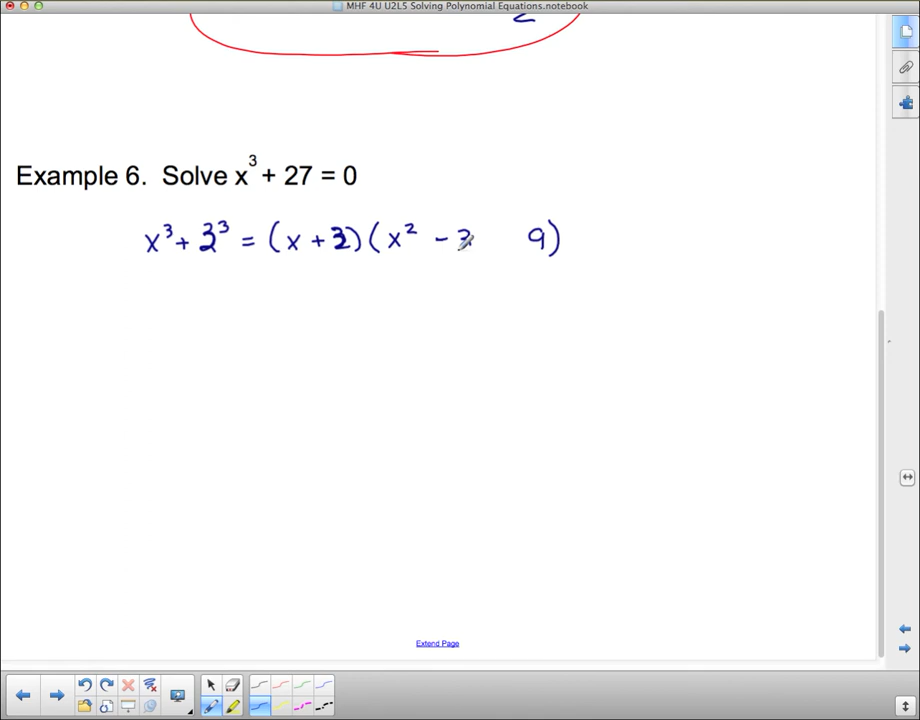 MHF 4U U2L5 Solving Polynomial Equations.notebook
2
Example 6. Solve x³ + 27 = 0
x³ + 3³ = (x + 3)(x² - 3 9)
Extend Page